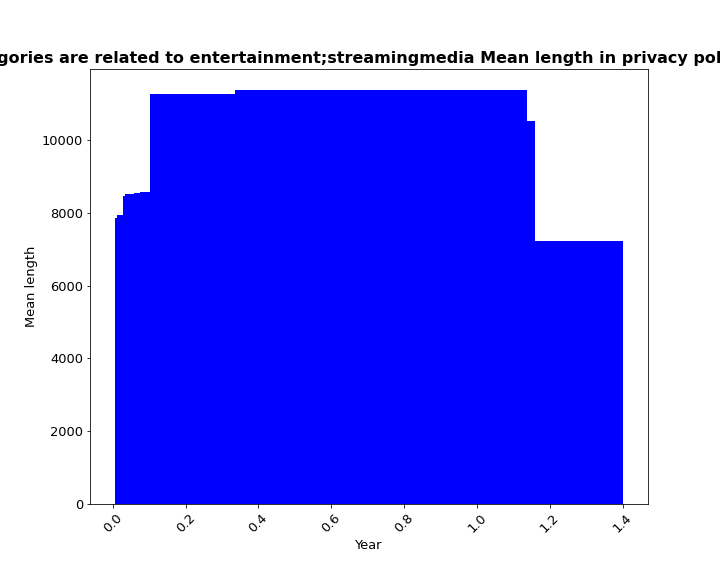 gories are related to entertainment;streamingmedia Mean length in privacy pol
10000
8000
6000
4000
2000
0
Mean length
0.0 0.2 0.4 0.6 0.8 1.0 1.2 1.4
Year